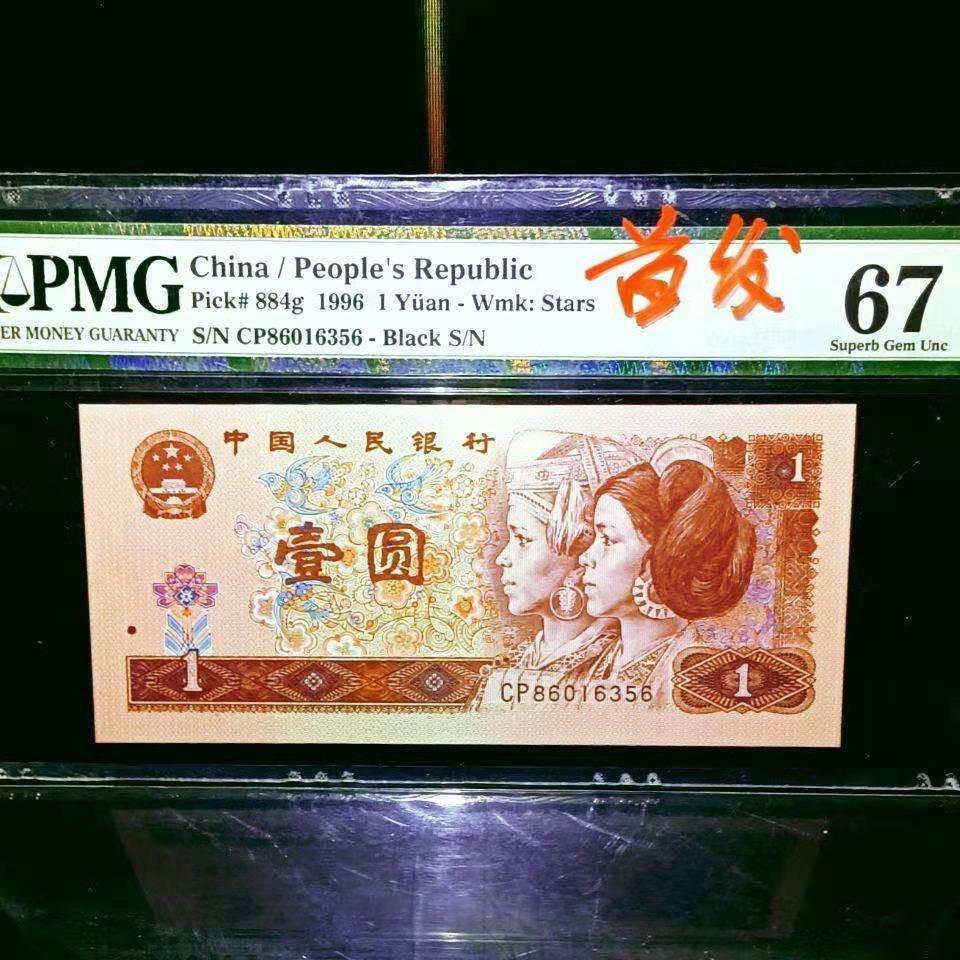 PMG
ER MONEY GUARANTY
China / People's Republic
Pick# 884g 1996 1 Yüan - Wmk: Stars
S/N CP86016356 - Black S/N
首发
67
Superb Gem Unc
中国人民银行
1
壹圆
1
CP86016356
1